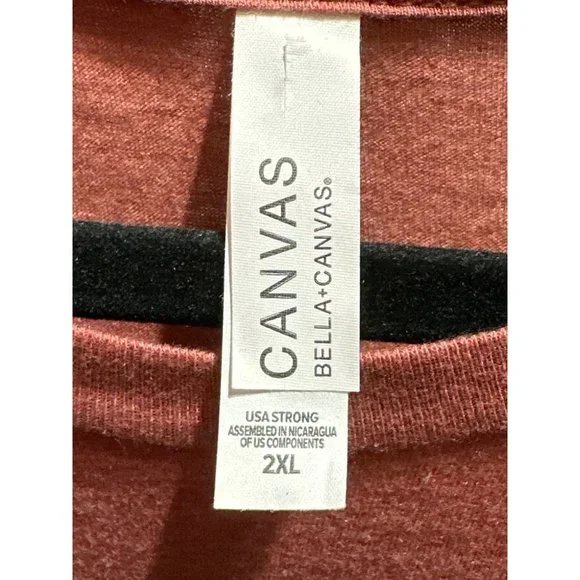 CANVAS
BELLA+CANVAS®
USA STRONG
ASSEMBLED IN NICARAGUA
OF US COMPONENTS
2XL